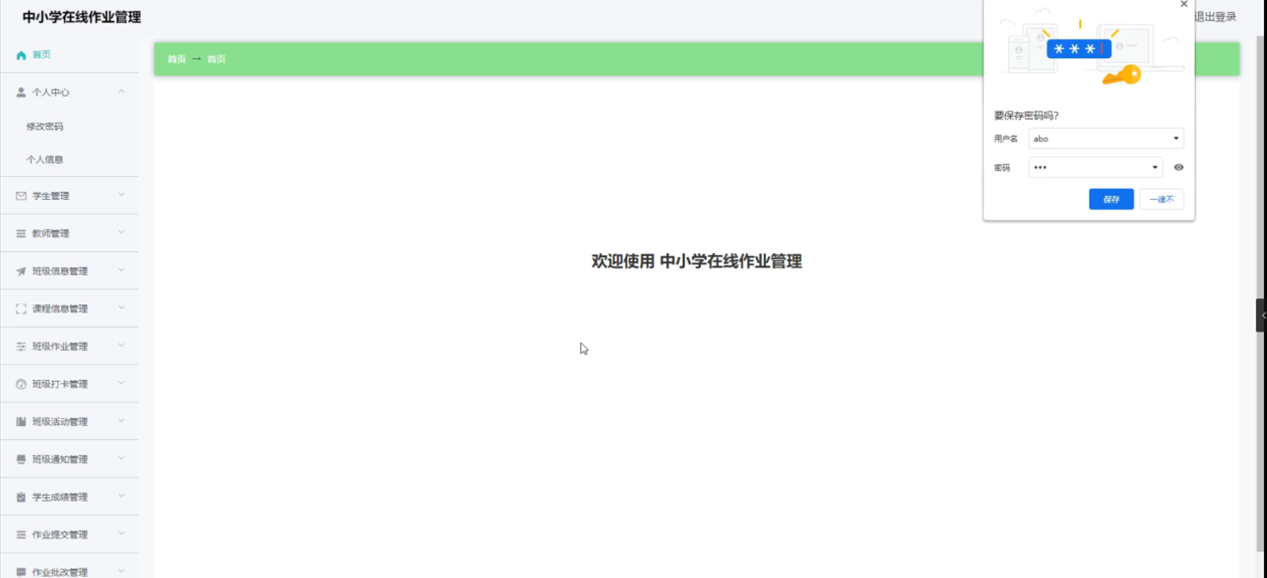 中小学在线作业管理
退出登录
首页
首页 → 首页
个人中心
修改密码
个人信息
学生管理
教师管理
班级信息管理
课程信息管理
班级作业管理
班级打卡管理
班级活动管理
班级通知管理
学生成绩管理
作业提交管理
作业批改管理
欢迎使用 中小学在线作业管理
***
要保存密码吗?
用户名 abo
密码 •••
保存 一律不